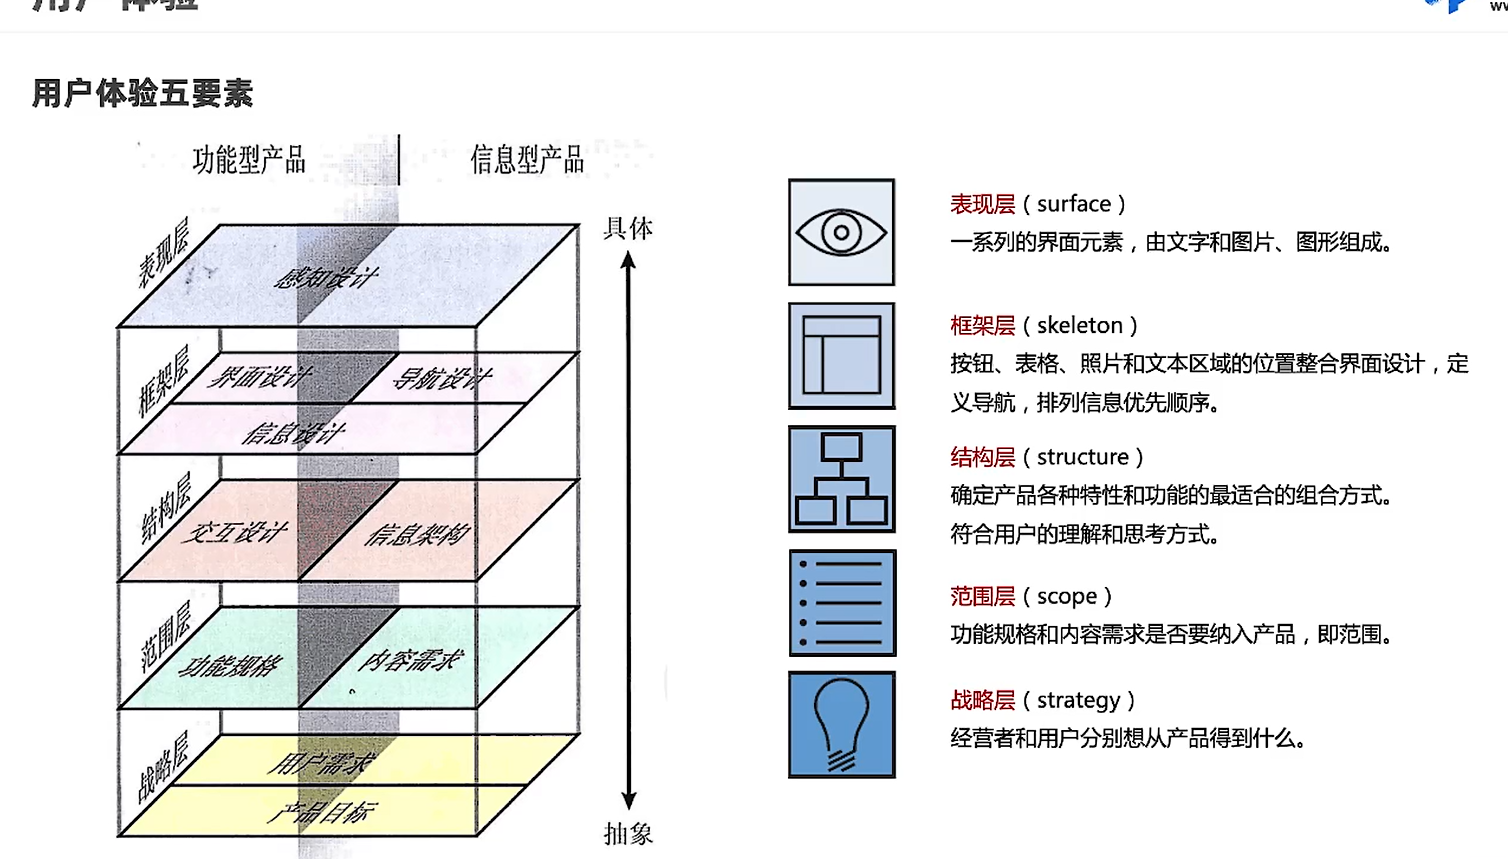 用户体验
用户体验五要素
功能型产品
信息型产品
表现层
感知设计
框架层
界面设计
导航设计
信息设计
结构层
交互设计
信息架构
范围层
功能规格
内容需求
战略层
用户需求
产品目标
具体
抽象
表现层（surface）
一系列的界面元素，由文字和图片、图形组成。
框架层（skeleton）
按钮、表格、照片和文本区域的位置整合界面设计，定
义导航，排列信息优先顺序。
结构层（structure）
确定产品各种特性和功能的最适合的组合方式。
符合用户的理解和思考方式。
范围层（scope）
功能规格和内容需求是否要纳入产品，即范围。
战略层（strategy）
经营者和用户分别想从产品得到什么。